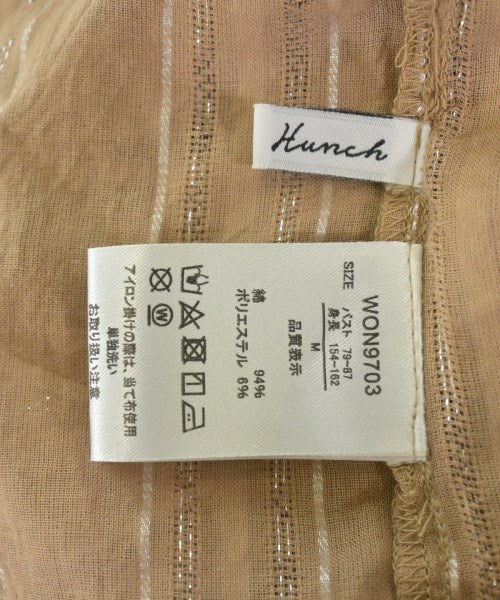 Hunch
WON9703
SIZE
バスト 79~87
身長 154~162
M
品質表示
綿 94%
ポリエステル 6%
W
アイロン掛けの際は、当て布使用
単独洗い
お取り扱い注意